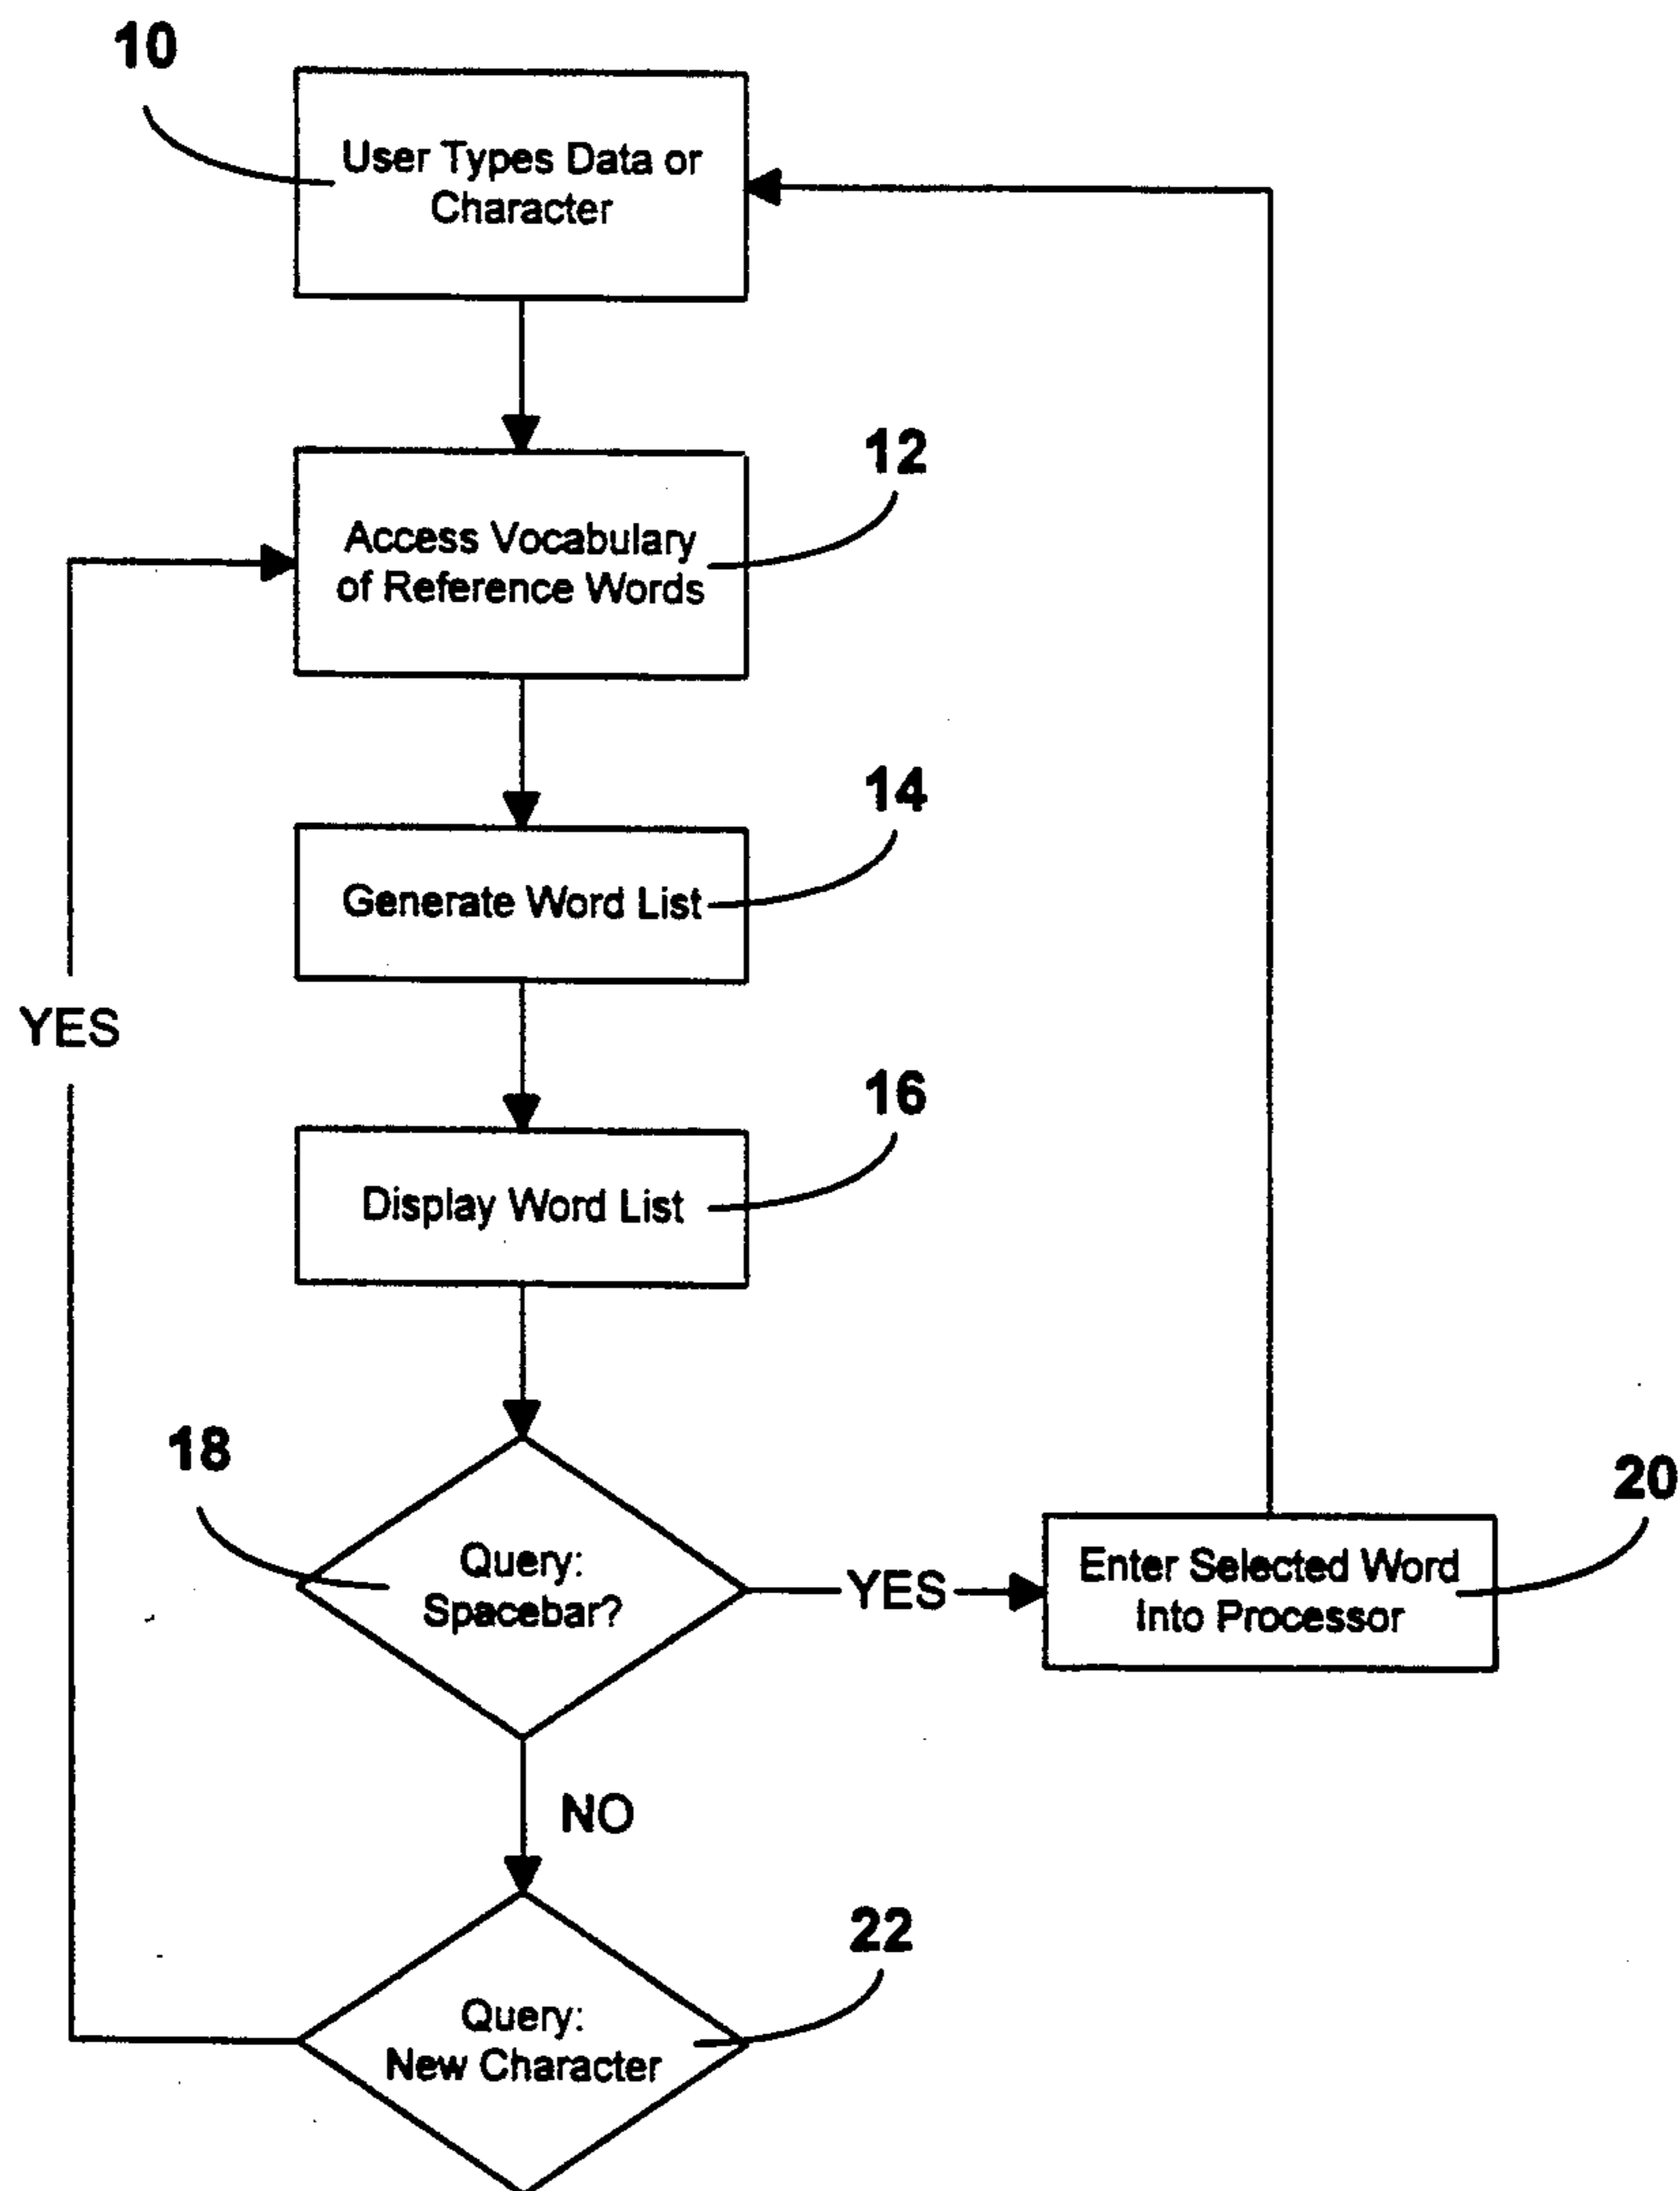 10
User Types Data or
Character
12
Access Vocabulary
of Reference Words
14
Generate Word List
YES
16
Display Word List
18
Query:
Spacebar?
YES
20
Enter Selected Word
Into Processor
NO
22
Query:
New Character